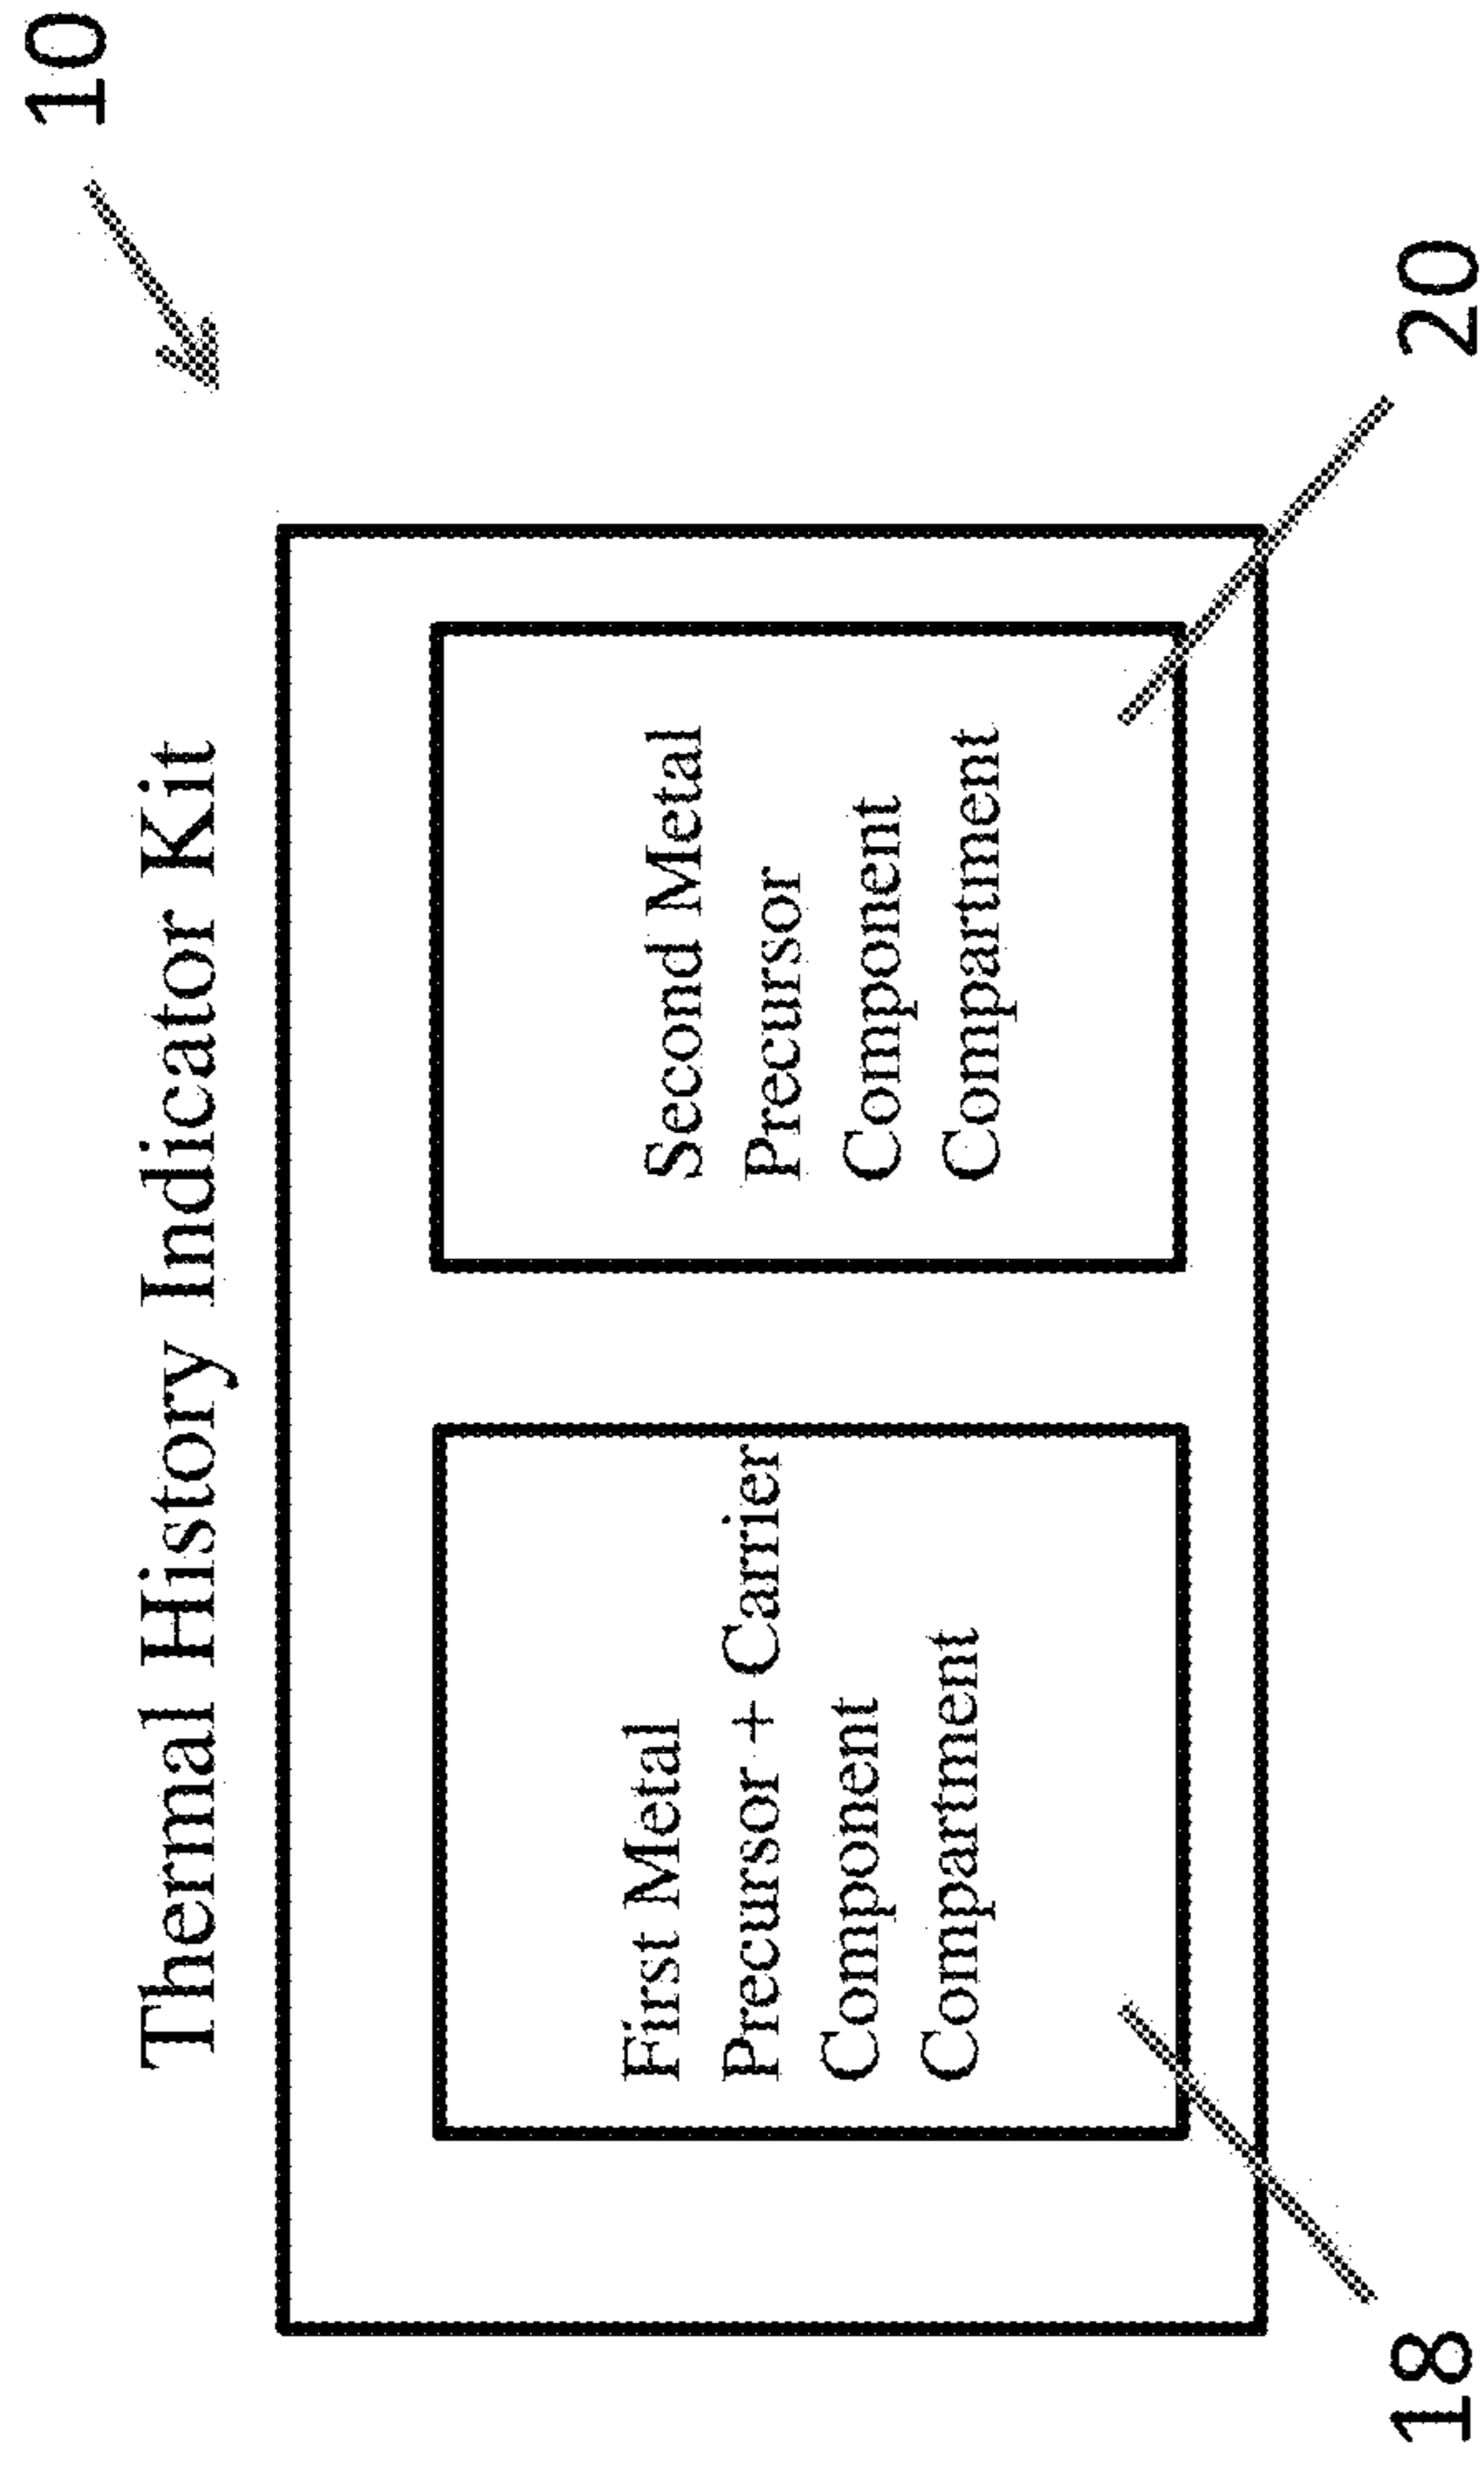 10
Thermal History Indicator Kit
First Metal
Precursor + Carrier
Component
Compartment
Second Metal
Precursor
Component
Compartment
18
20